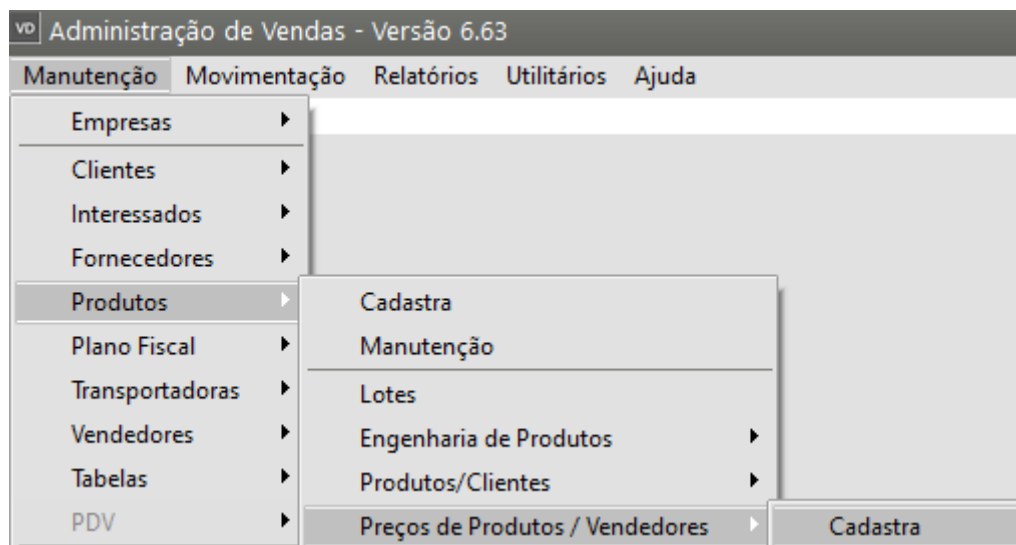 VD Administração de Vendas - Versão 6.63
Manutenção Movimentação Relatórios Utilitários Ajuda
Empresas
Clientes
Interessados
Fornecedores
Produtos
Cadastra
Plano Fiscal
Manutenção
Transportadoras
Lotes
Vendedores
Engenharia de Produtos
Tabelas
Produtos/Clientes
PDV
Preços de Produtos / Vendedores
Cadastra